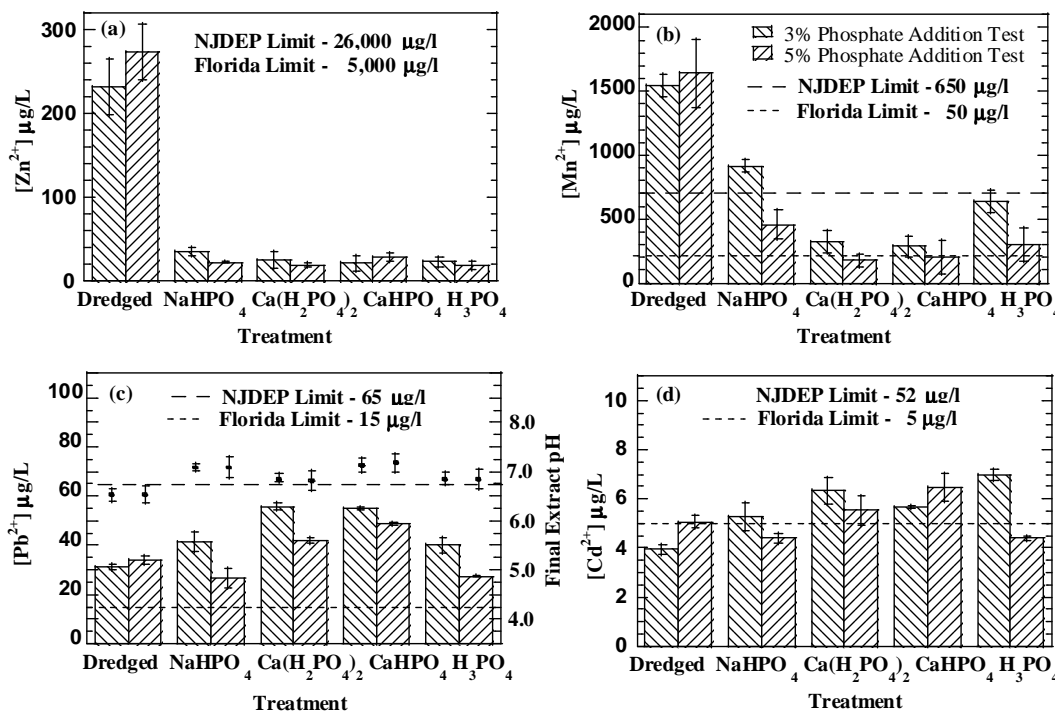 (a)
NJDEP Limit - 26,000 μg/l
Florida Limit - 5,000 μg/l
[Zn²⁺] μg/L
300
200
100
0
Dredged NaHPO₄ Ca(H₂PO₄)₂ CaHPO₄ H₃PO₄
Treatment
(b)
3% Phosphate Addition Test
5% Phosphate Addition Test
NJDEP Limit - 650 μg/l
Florida Limit - 50 μg/l
[Mn²⁺] μg/L
2000
1500
1000
500
0
Dredged NaHPO₄ Ca(H₂PO₄)₂ CaHPO₄ H₃PO₄
Treatment
(c)
NJDEP Limit - 65 μg/l
Florida Limit - 15 μg/l
[Pb²⁺] μg/L
100
80
60
40
20
0
8.0
7.0
6.0
5.0
4.0
Final Extract pH
Dredged NaHPO₄ Ca(H₂PO₄)₂ CaHPO₄ H₃PO₄
Treatment
(d)
NJDEP Limit - 52 μg/l
Florida Limit - 5 μg/l
[Cd²⁺] μg/L
10
8
6
4
2
0
Dredged NaHPO₄ Ca(H₂PO₄)₂ CaHPO₄ H₃PO₄
Treatment